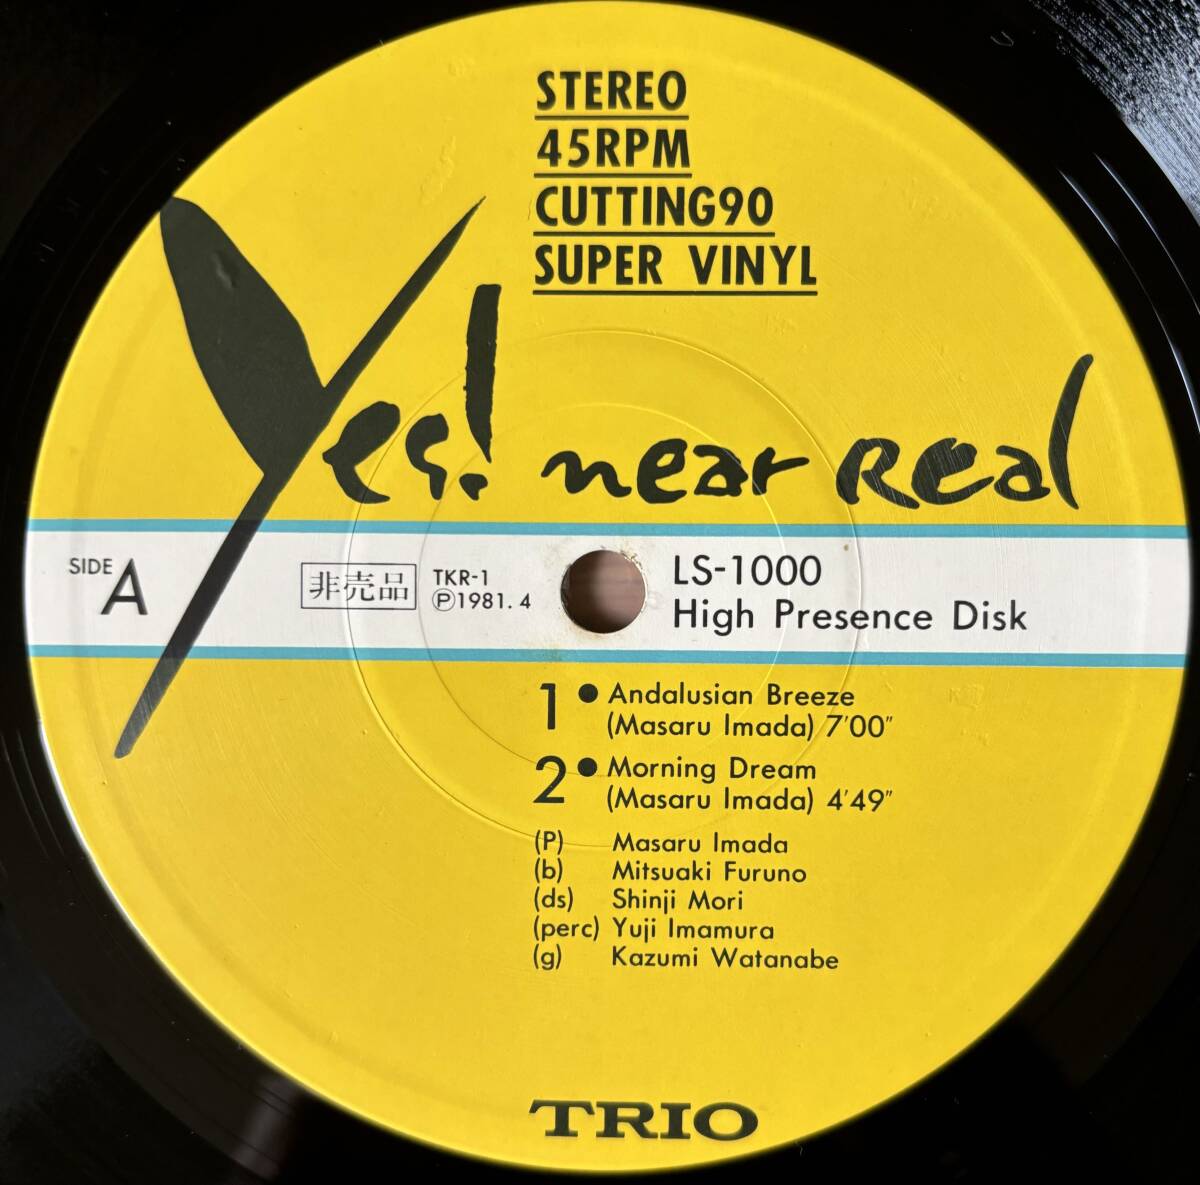 STEREO
45RPM
CUTTING90
SUPER VINYL
Yes! near Real
SIDE A
非売品
TKR-1
Ⓟ1981.4
LS-1000
High Presence Disk
1 ● Andalusian Breeze
(Masaru Imada) 7'00"
2 ● Morning Dream
(Masaru Imada) 4'49"
(P) Masaru Imada
(b) Mitsuaki Furuno
(ds) Shinji Mori
(perc) Yuji Imamura
(g) Kazumi Watanabe
TRIO